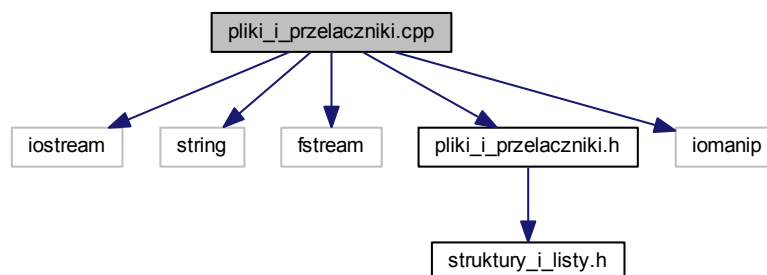 pliki_i_przelaczniki.cpp
iostream
string
fstream
pliki_i_przelaczniki.h
iomanip
struktury_i_listy.h